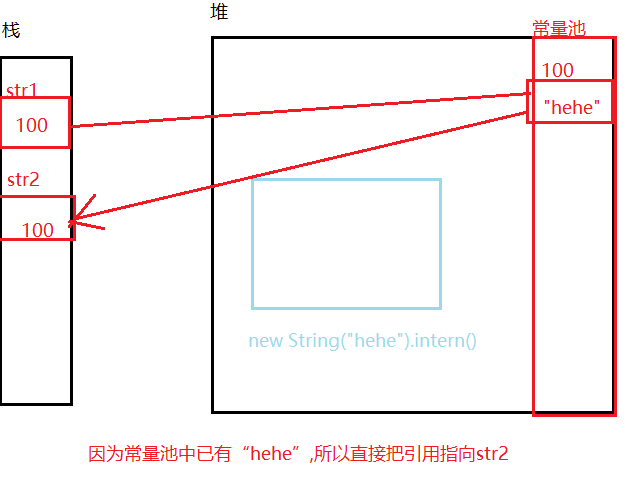 栈
堆
常量池
str1
100
100
"hehe"
str2
100
new String("hehe").intern()
因为常量池中已有“hehe”,所以直接把引用指向str2